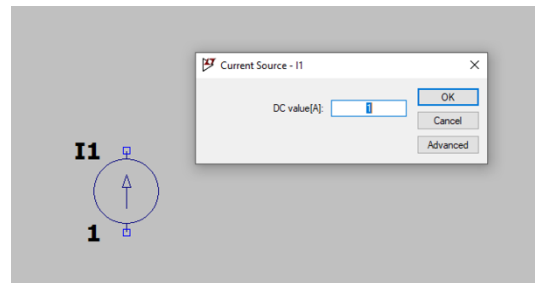 Current Source - I1
DC value[A]:
1
OK
Cancel
Advanced
I1
1